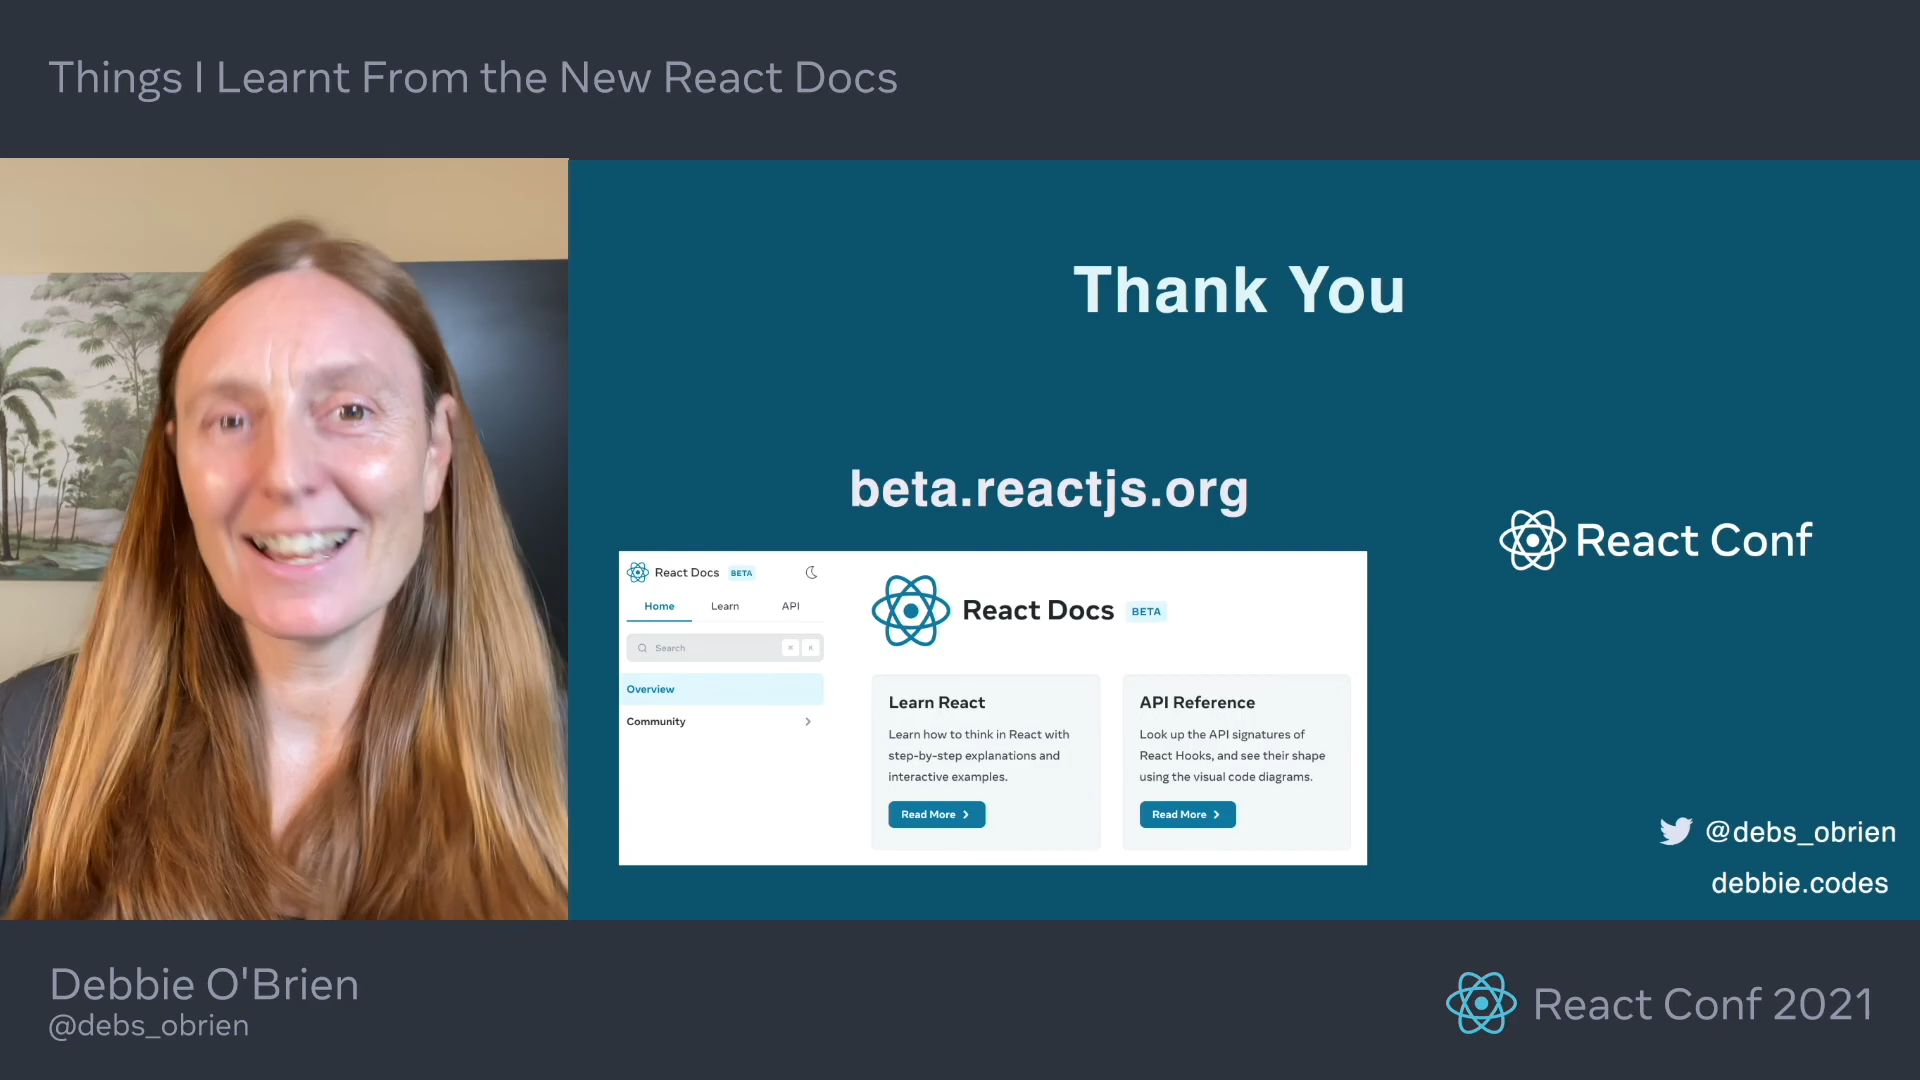 Things I Learnt From the New React Docs
Thank You
beta.reactjs.org
React Docs BETA
Home Learn API
Search ⌘ K
Overview
Community
React Docs BETA
Learn React
Learn how to think in React with
step-by-step explanations and
interactive examples.
Read More
API Reference
Look up the API signatures of
React Hooks, and see their shape
using the visual code diagrams.
Read More
React Conf
@debs_obrien
debbie.codes
Debbie O'Brien
@debs_obrien
React Conf 2021